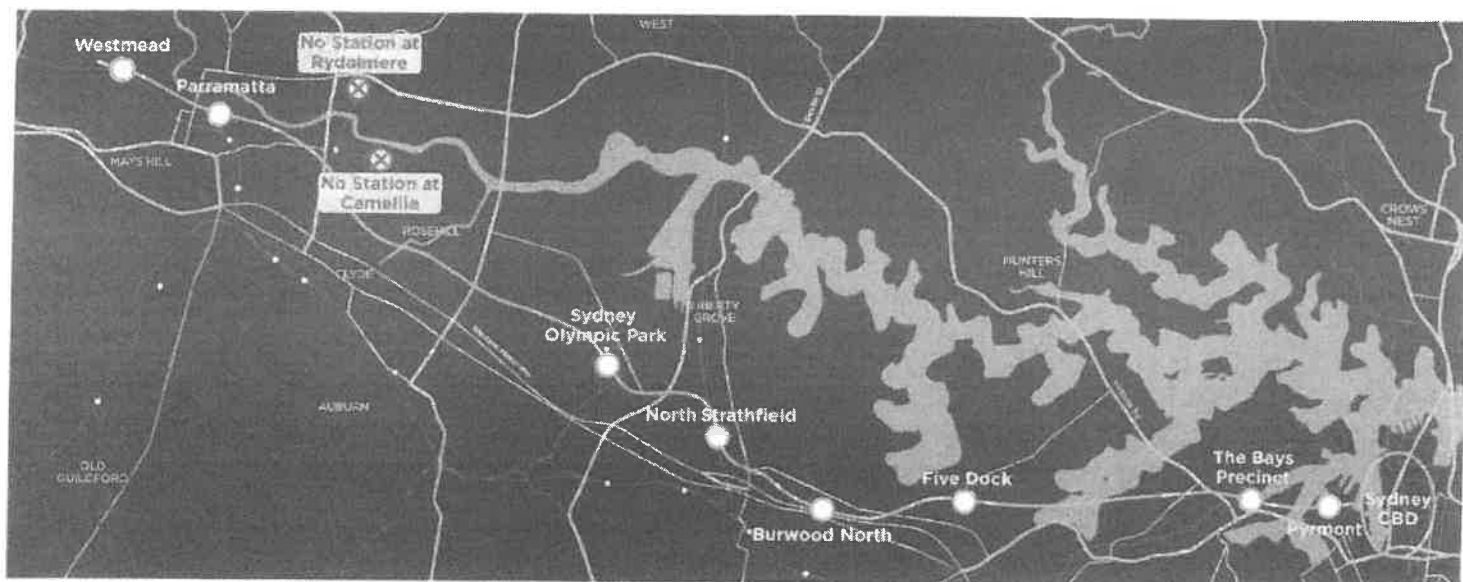 WEST
Westmead
No Station at
Rydalmere
Parramatta
MAYS HILL
No Station at
Camellia
ROSEHILL
CROWS
NEST
CLYDE
HUNTERS
HILL
Sydney
Olympic Park
GROVE
AUBURN
North Strathfield
OLD
GUILDFORD
Five Dock
The Bays
Precinct
Sydney
CBD
Pyrmont
Burwood North